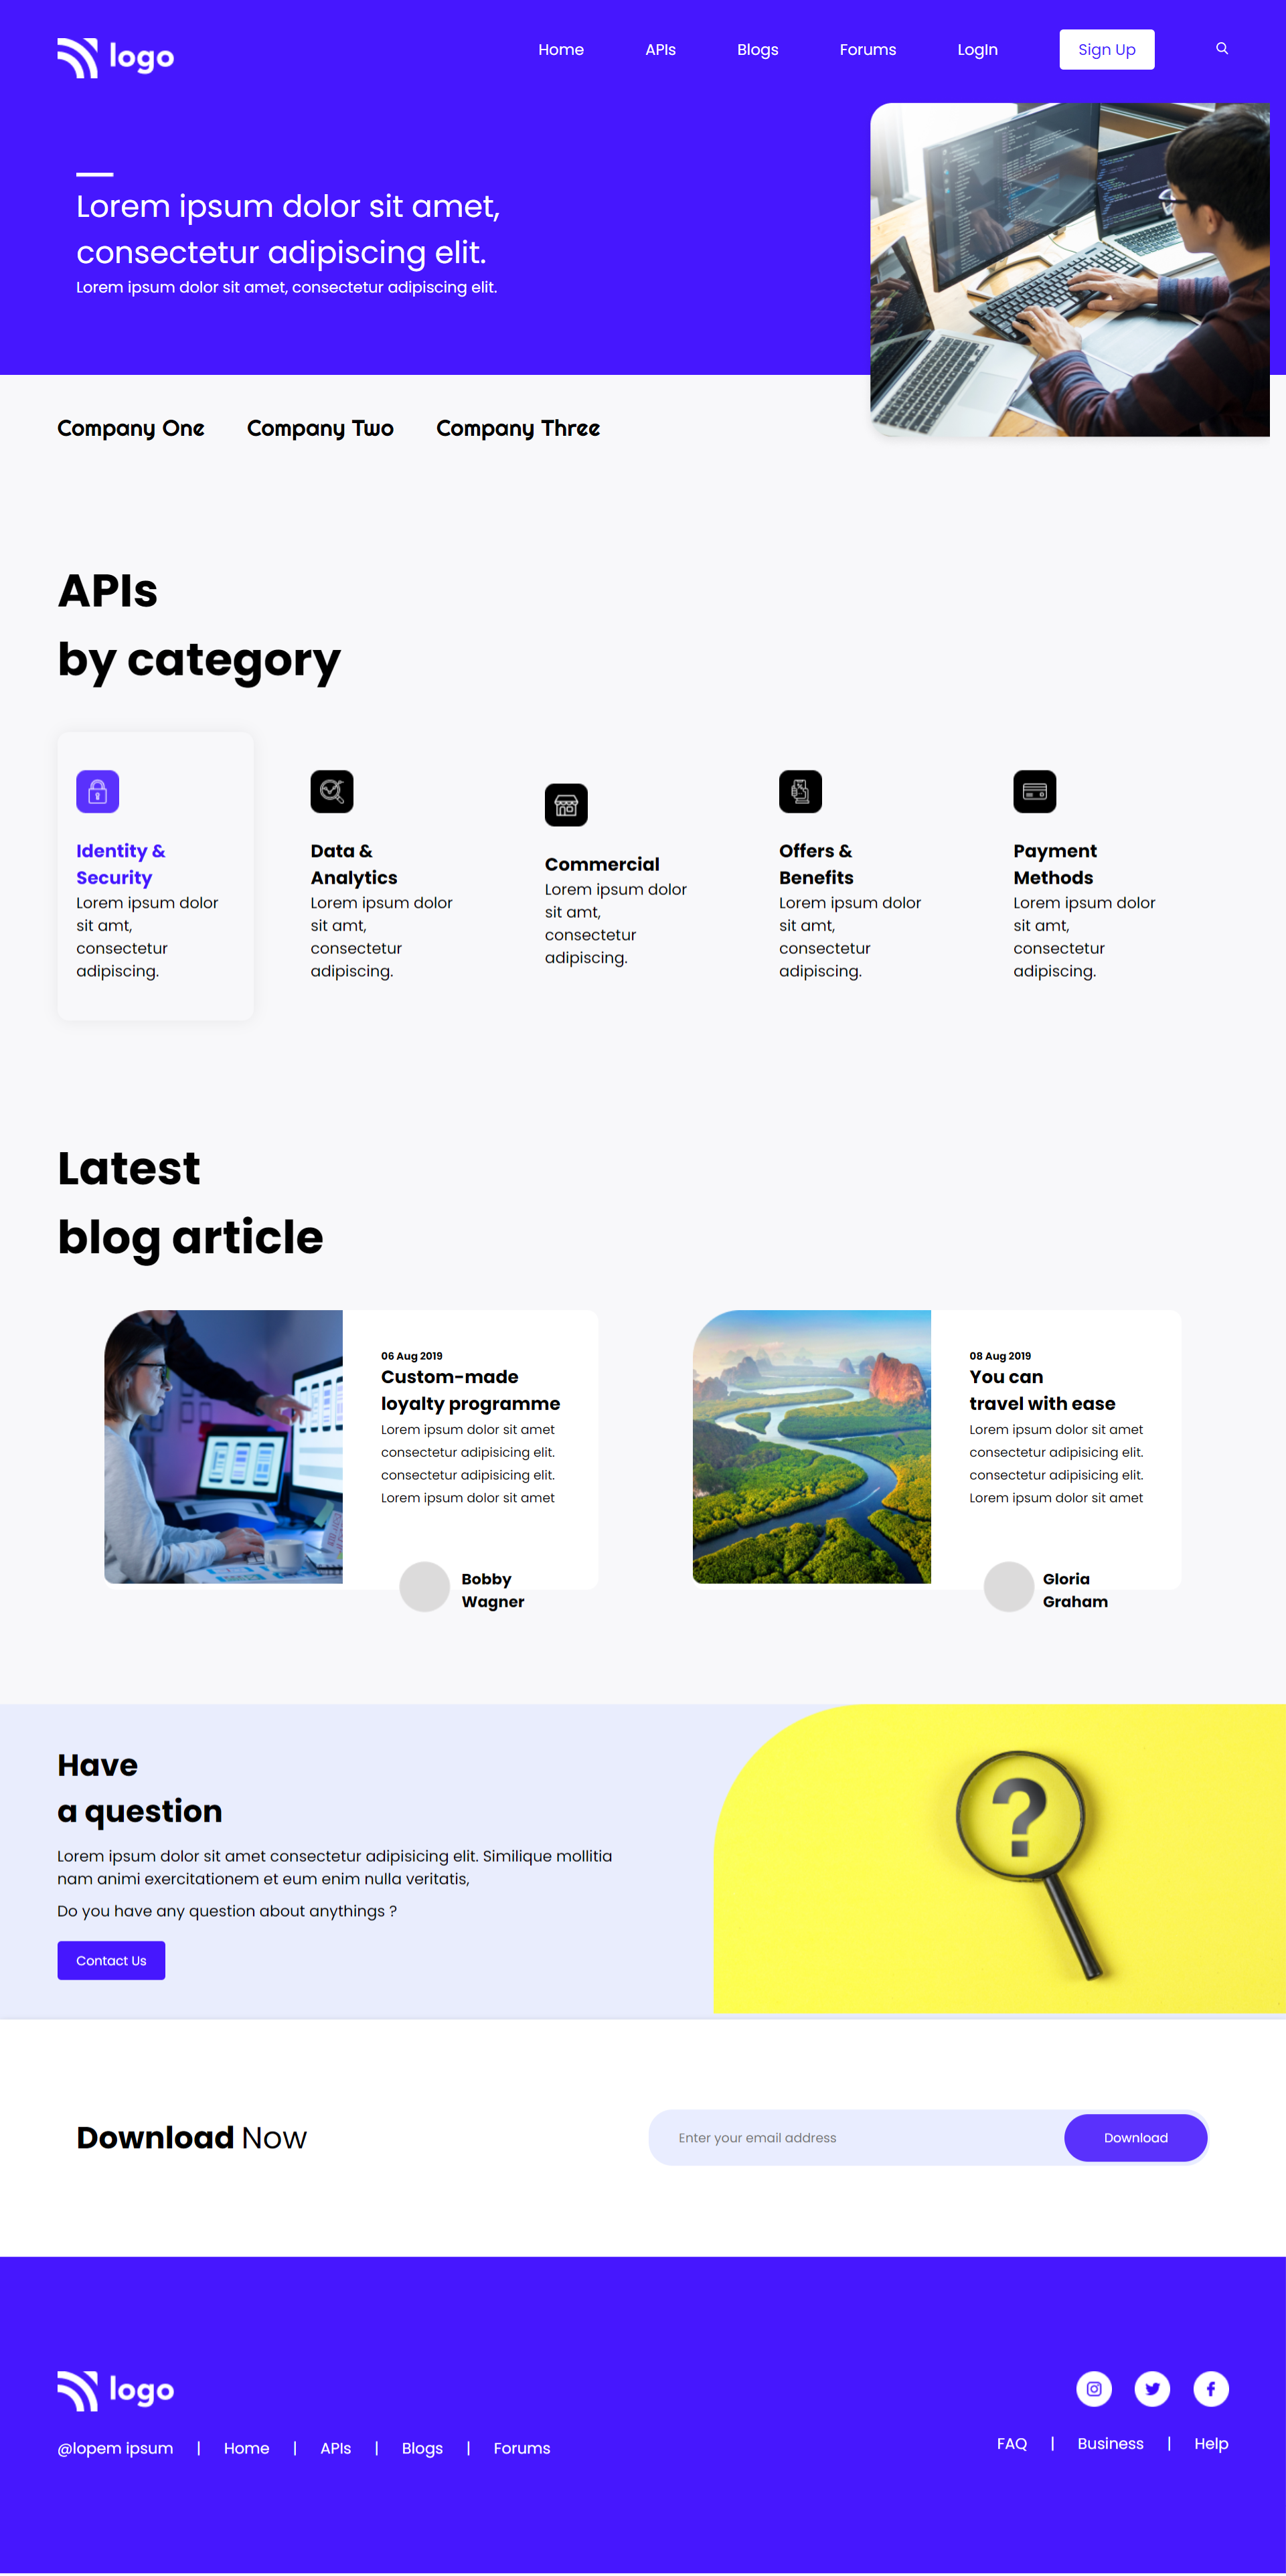 logo
Home
APIs
Blogs
Forums
LogIn
Sign Up
Lorem ipsum dolor sit amet,
consectetur adipiscing elit.
Lorem ipsum dolor sit amet, consectetur adipiscing elit.
Company One
Company Two
Company Three
APIs
by category
Identity &
Security
Lorem ipsum dolor
sit amt,
consectetur
adipiscing.
Data &
Analytics
Lorem ipsum dolor
sit amt,
consectetur
adipiscing.
Commercial
Lorem ipsum dolor
sit amt,
consectetur
adipiscing.
Offers &
Benefits
Lorem ipsum dolor
sit amt,
consectetur
adipiscing.
Payment
Methods
Lorem ipsum dolor
sit amt,
consectetur
adipiscing.
Latest
blog article
06 Aug 2019
Custom-made
loyalty programme
Lorem ipsum dolor sit amet
consectetur adipisicing elit.
consectetur adipisicing elit.
Lorem ipsum dolor sit amet
Bobby
Wagner
08 Aug 2019
You can
travel with ease
Lorem ipsum dolor sit amet
consectetur adipisicing elit.
consectetur adipisicing elit.
Lorem ipsum dolor sit amet
Gloria
Graham
Have
a question
Lorem ipsum dolor sit amet consectetur adipisicing elit. Similique mollitia
nam animi exercitationem et eum enim nulla veritatis,
Do you have any question about anythings ?
Contact Us
?
Download Now
Enter your email address
Download
logo
@lopem ipsum | Home | APIs | Blogs | Forums
FAQ | Business | Help